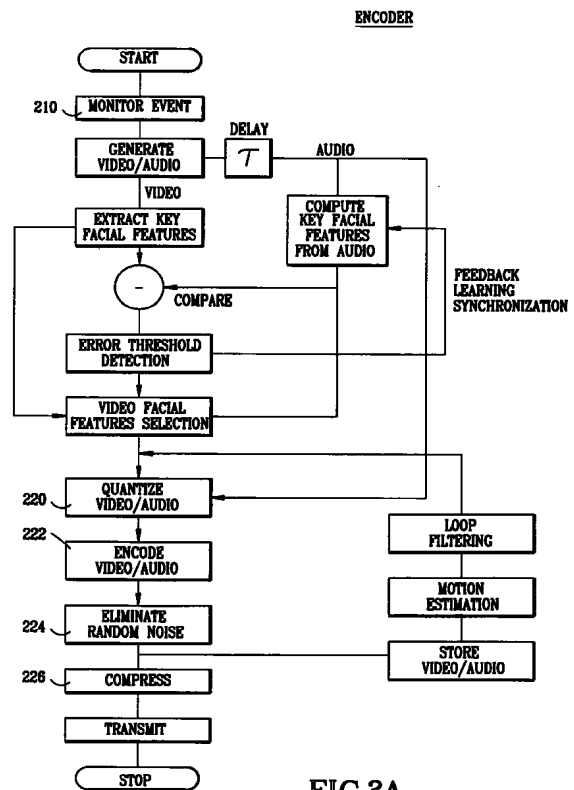 ENCODER
START
210
MONITOR EVENT
GENERATE
VIDEO/AUDIO
DELAY
τ
AUDIO
VIDEO
EXTRACT KEY
FACIAL FEATURES
COMPUTE
KEY FACIAL
FEATURES
FROM AUDIO
-
COMPARE
FEEDBACK
LEARNING
SYNCHRONIZATION
ERROR THRESHOLD
DETECTION
VIDEO FACIAL
FEATURES SELECTION
220
QUANTIZE
VIDEO/AUDIO
222
ENCODE
VIDEO/AUDIO
224
ELIMINATE
RANDOM NOISE
226
COMPRESS
TRANSMIT
STOP
LOOP
FILTERING
MOTION
ESTIMATION
STORE
VIDEO/AUDIO
FIG.3A